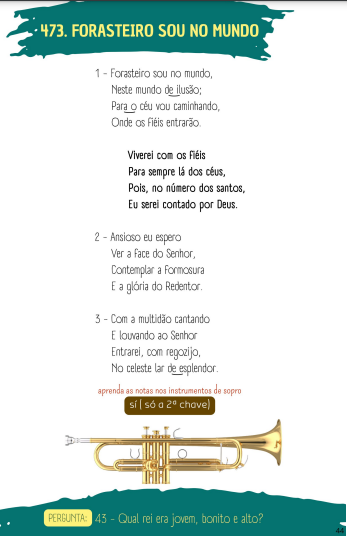 473. FORASTEIRO SOU NO MUNDO
1 - Forasteiro sou no mundo,
Neste mundo de ilusão;
Para o céu vou caminhando,
Onde os fiéis entrarão.
Viverei com os fiéis
Para sempre lá dos céus,
Pois, no número dos santos,
Eu serei contado por Deus.
2 - Ansioso eu espero
Ver a face do Senhor,
Contemplar a formosura
E a glória do Redentor.
3 - Com a multidão cantando
E louvando ao Senhor
Entrarei, com regozijo,
No celeste lar de esplendor.
aprenda as notas nos instrumentos de sopro
sí ( só a 2ª chave)
PERGUNTA: 43 - Qual rei era jovem, bonito e alto?
44